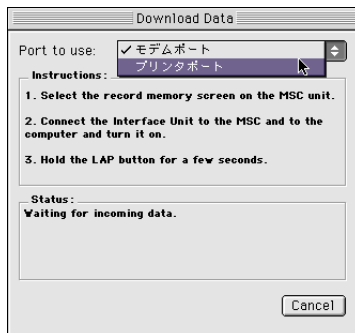 Download Data
Port to use: ✓モデムポート
プリンタポート
Instructions:
1. Select the record memory screen on the MSC unit.
2. Connect the Interface Unit to the MSC and to the
computer and turn it on.
3. Hold the LAP button for a few seconds.
Status:
Waiting for incoming data.
Cancel